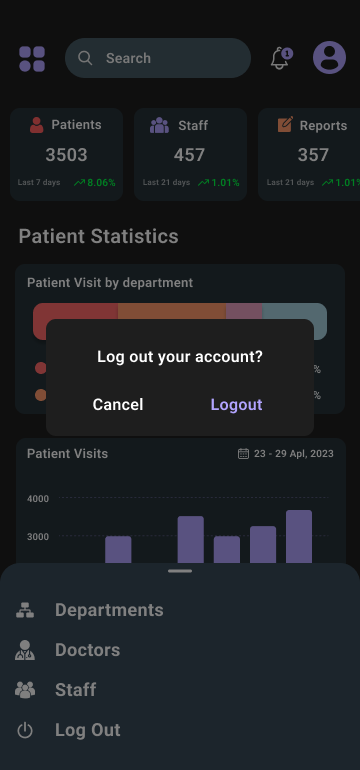 Search
1
Patients
3503
Last 7 days
8.06%
Staff
457
Last 21 days
1.01%
Reports
357
Last 21 days
1.01%
Patient Statistics
Patient Visit by department
%
%
Log out your account?
Cancel
Logout
Patient Visits
23 - 29 Apl, 2023
4000
3000
Departments
Doctors
Staff
Log Out